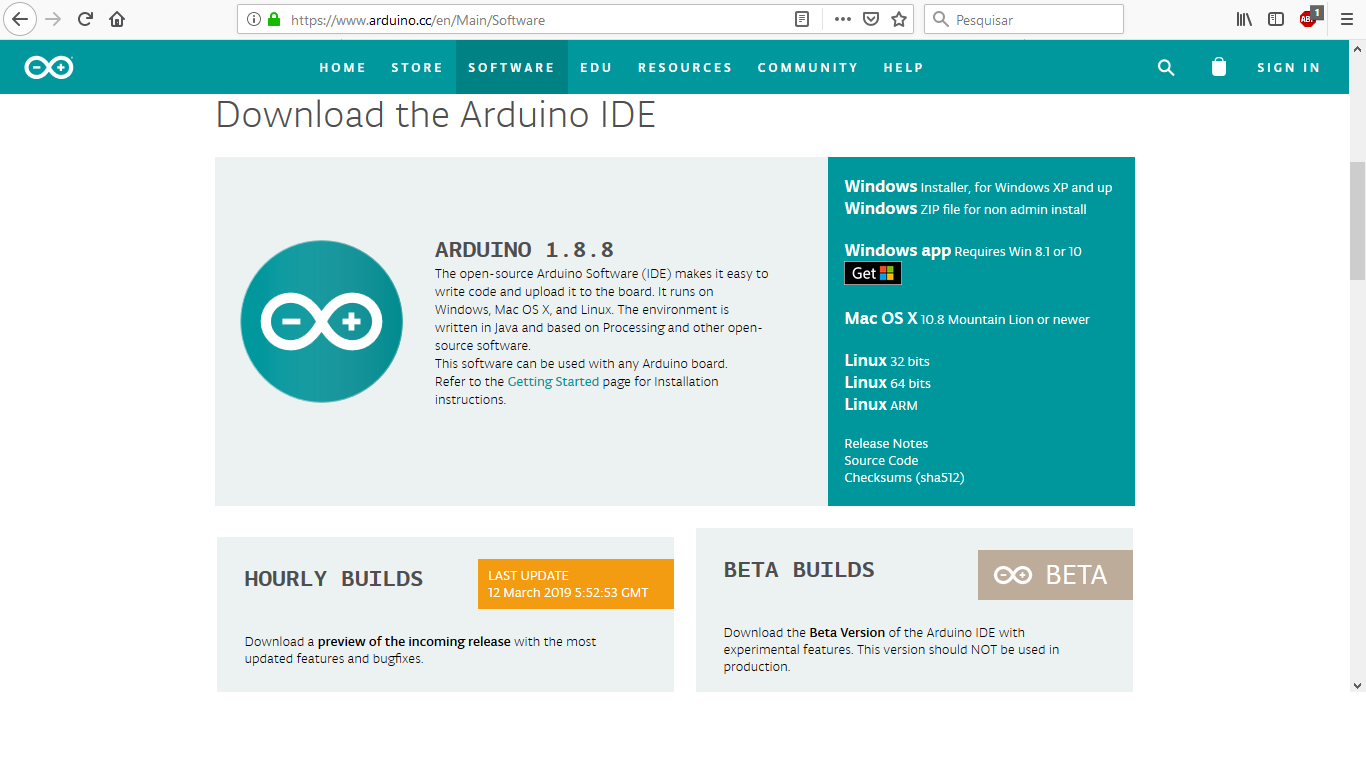 https://www.arduino.cc/en/Main/Software
Pesquisar
ABP
1
HOME STORE SOFTWARE EDU RESOURCES COMMUNITY HELP SIGN IN
Download the Arduino IDE
ARDUINO 1.8.8
The open-source Arduino Software (IDE) makes it easy to
write code and upload it to the board. It runs on
Windows, Mac OS X, and Linux. The environment is
written in Java and based on Processing and other open-
source software.
This software can be used with any Arduino board.
Refer to the Getting Started page for Installation
instructions.
Windows Installer, for Windows XP and up
Windows ZIP file for non admin install
Windows app Requires Win 8.1 or 10
Get
Mac OS X 10.8 Mountain Lion or newer
Linux 32 bits
Linux 64 bits
Linux ARM
Release Notes
Source Code
Checksums (sha512)
HOURLY BUILDS
LAST UPDATE
12 March 2019 5:52:53 GMT
Download a preview of the incoming release with the most
updated features and bugfixes.
BETA BUILDS
BETA
Download the Beta Version of the Arduino IDE with
experimental features. This version should NOT be used in
production.